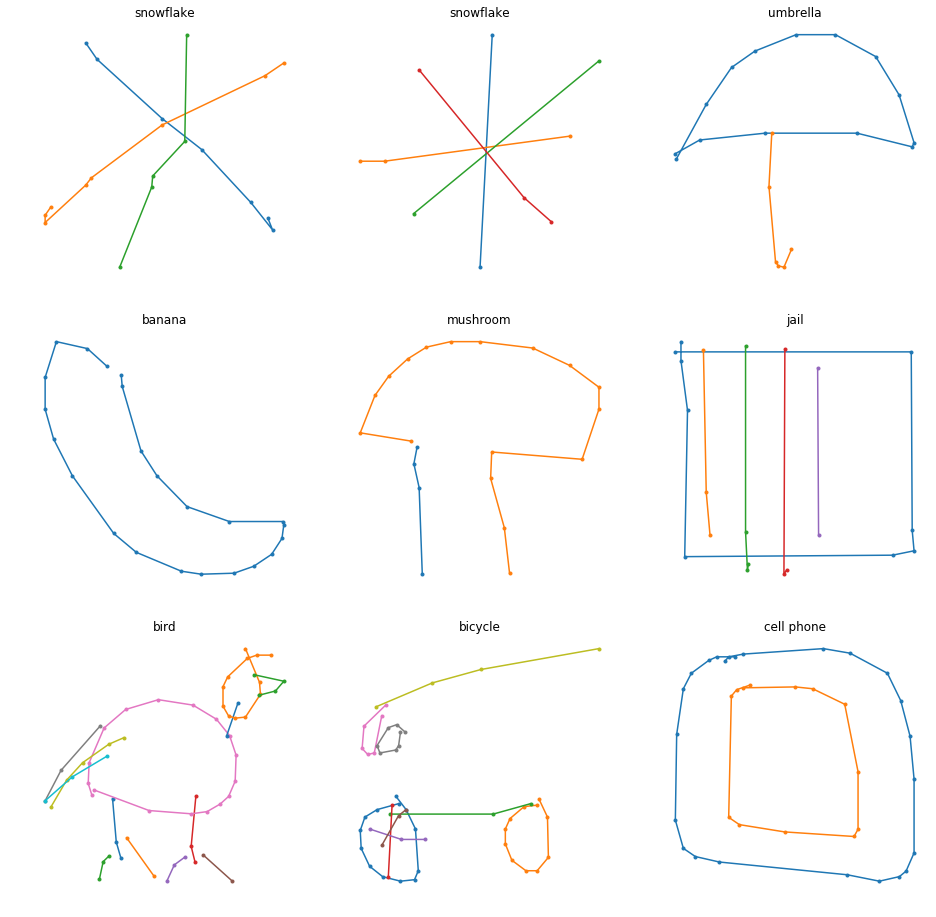 snowflake
snowflake
umbrella
banana
mushroom
jail
bird
bicycle
cell phone